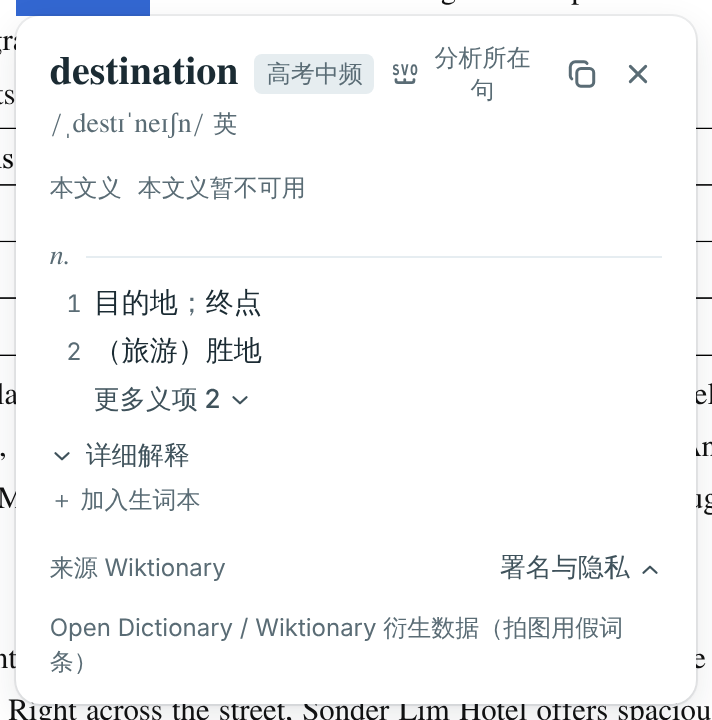 destination 高考中频 SVO 分析所在句
/ˌdestɪˈneɪʃn/ 英
本文义 本文义暂不可用
n.
1 目的地；终点
2 （旅游）胜地
更多义项 2
详细解释
+ 加入生词本
来源 Wiktionary 署名与隐私
Open Dictionary / Wiktionary 衍生数据（拍图用假词
条）
Right across the street, Sonder Lim Hotel offers spaciou